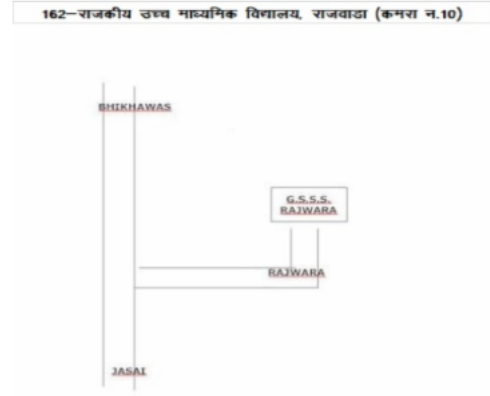 162–राजकीय उच्च माध्यमिक विद्यालय, राजवाडा (कमरा न.10)
BHIKHAWAS
G.S.S.S.
RAJWARA
RAJWARA
JASAI